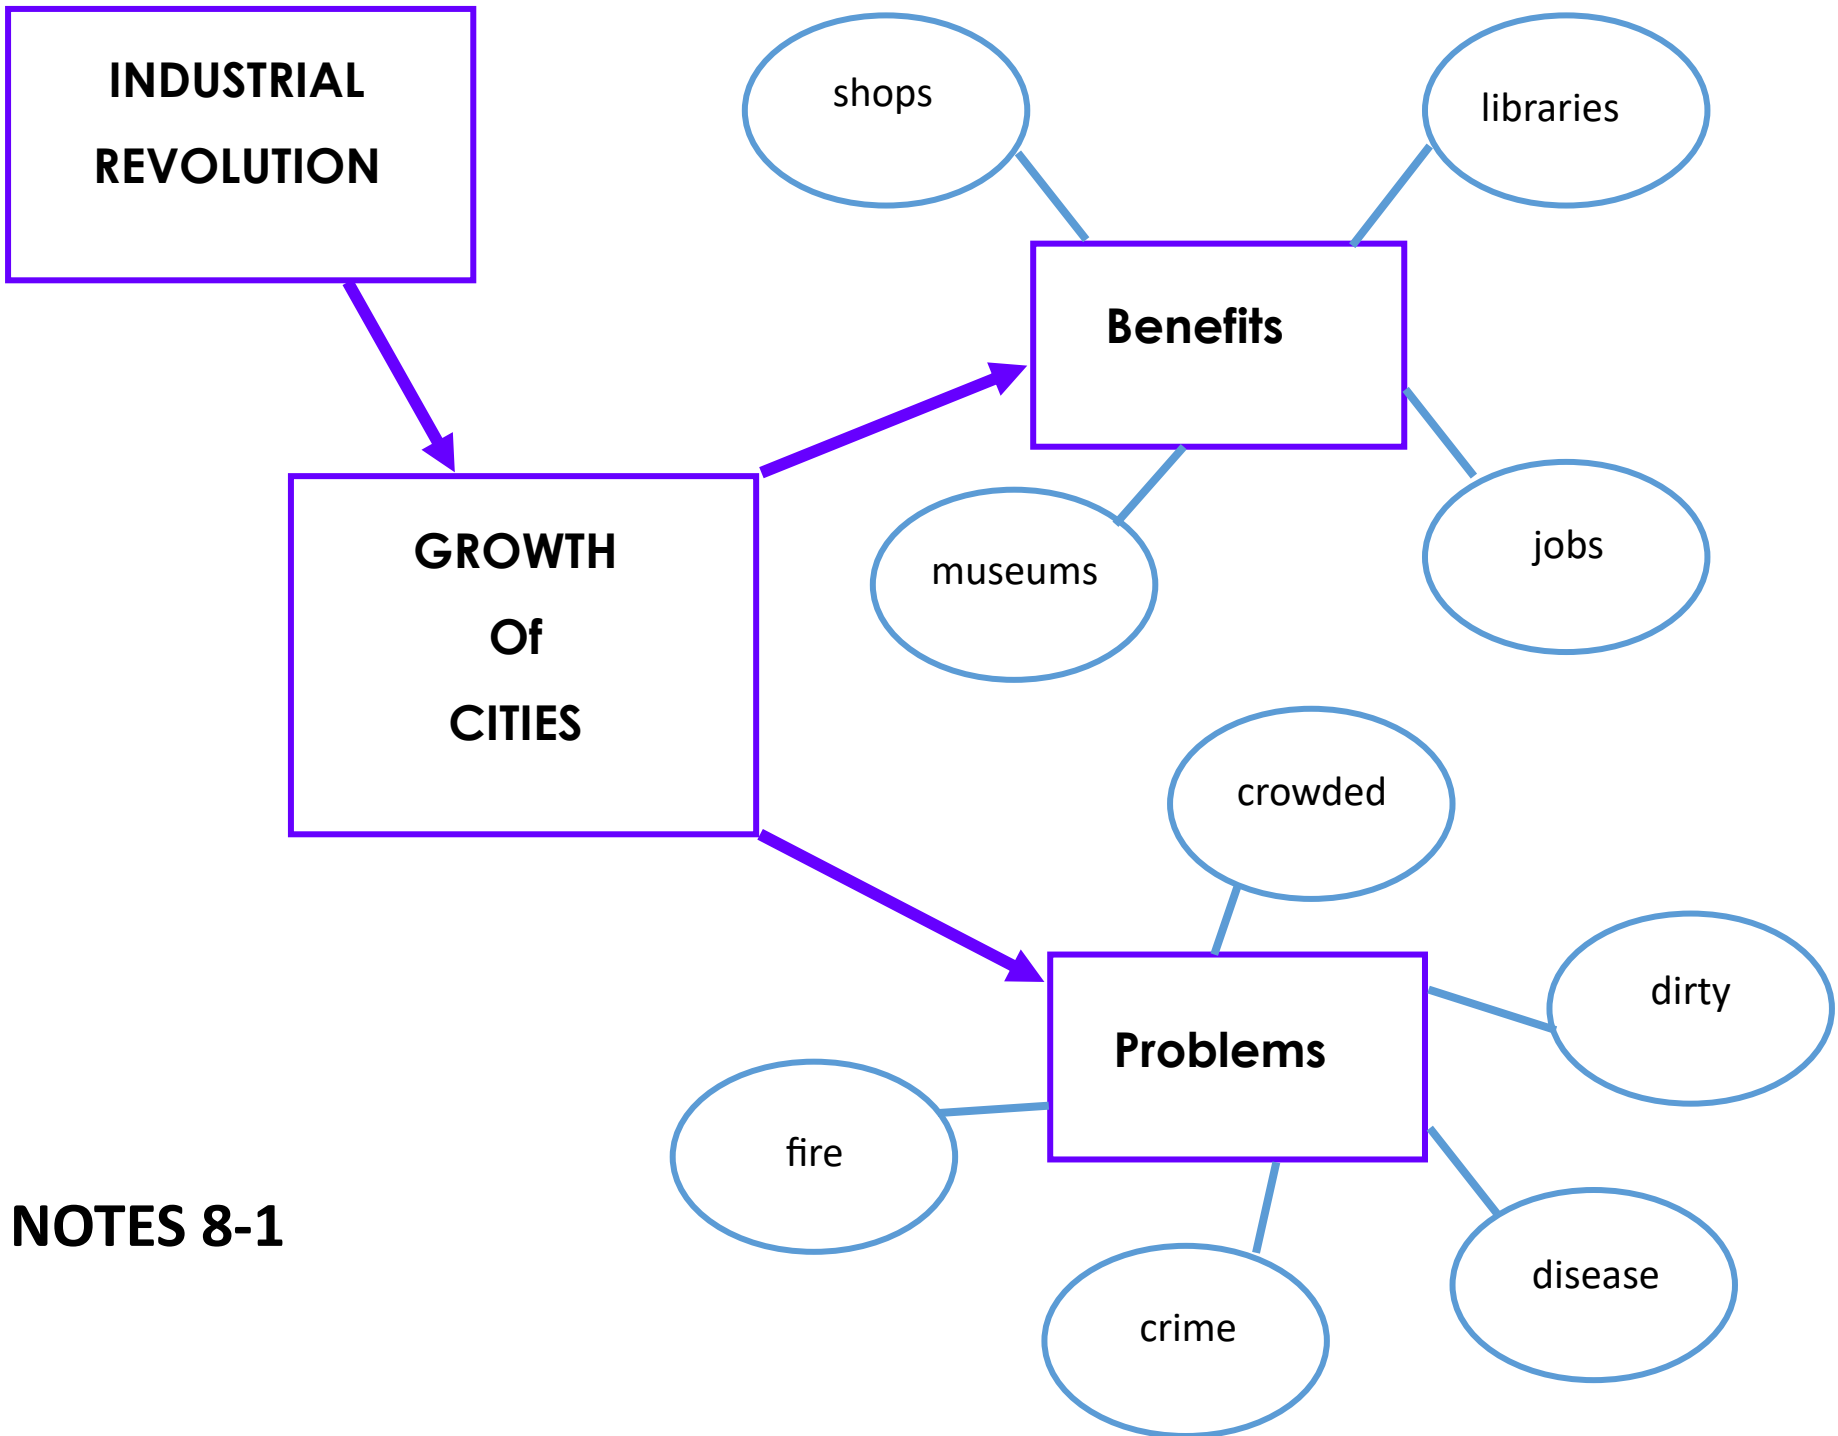 INDUSTRIAL
REVOLUTION
shops
libraries
Benefits
museums
jobs
GROWTH
Of
CITIES
crowded
dirty
Problems
fire
disease
crime
NOTES 8-1